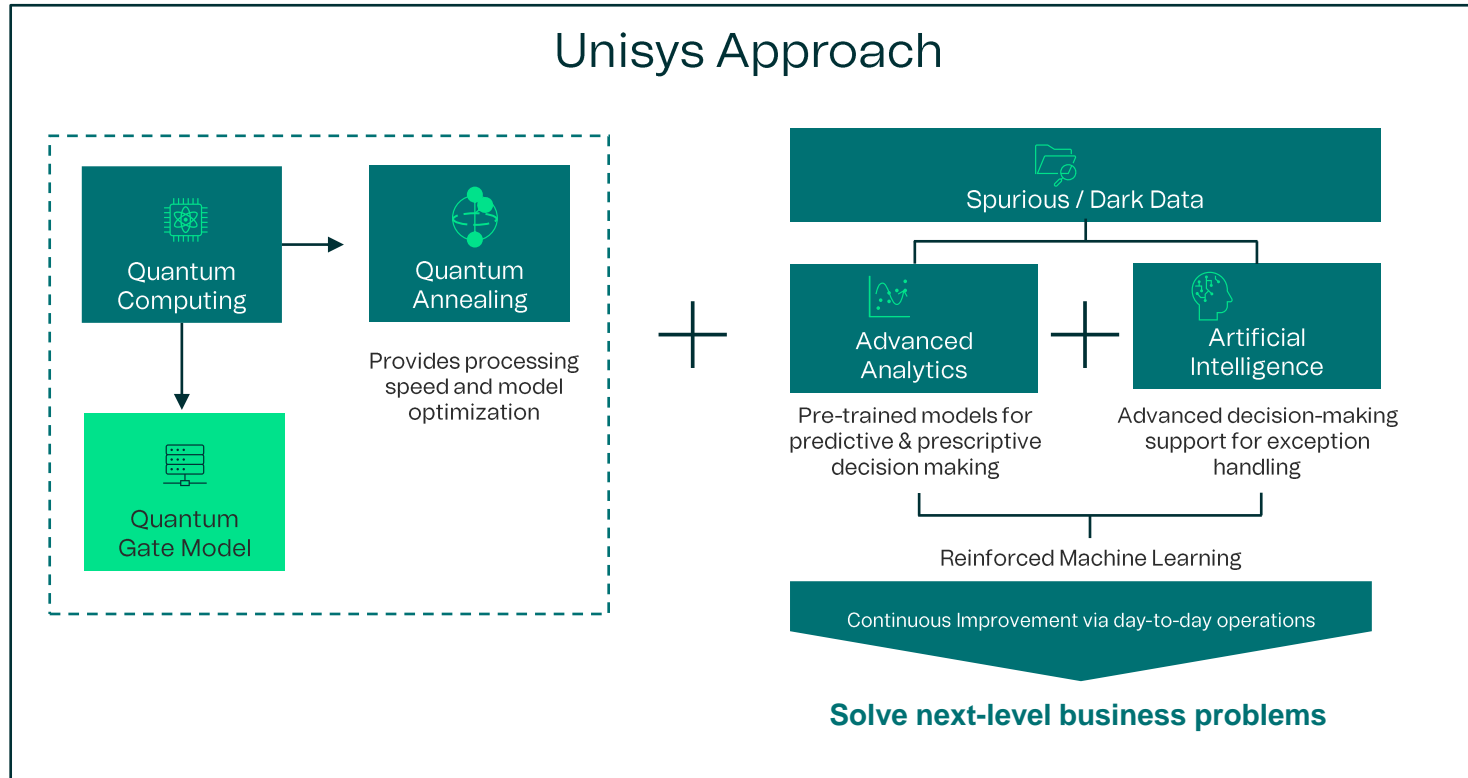 Unisys Approach
Quantum
Computing
Quantum
Annealing
Provides processing
speed and model
optimization
Quantum
Gate Model
Spurious / Dark Data
Advanced
Analytics
Artificial
Intelligence
Pre-trained models for
predictive & prescriptive
decision making
Advanced decision-making
support for exception
handling
Reinforced Machine Learning
Continuous Improvement via day-to-day operations
Solve next-level business problems